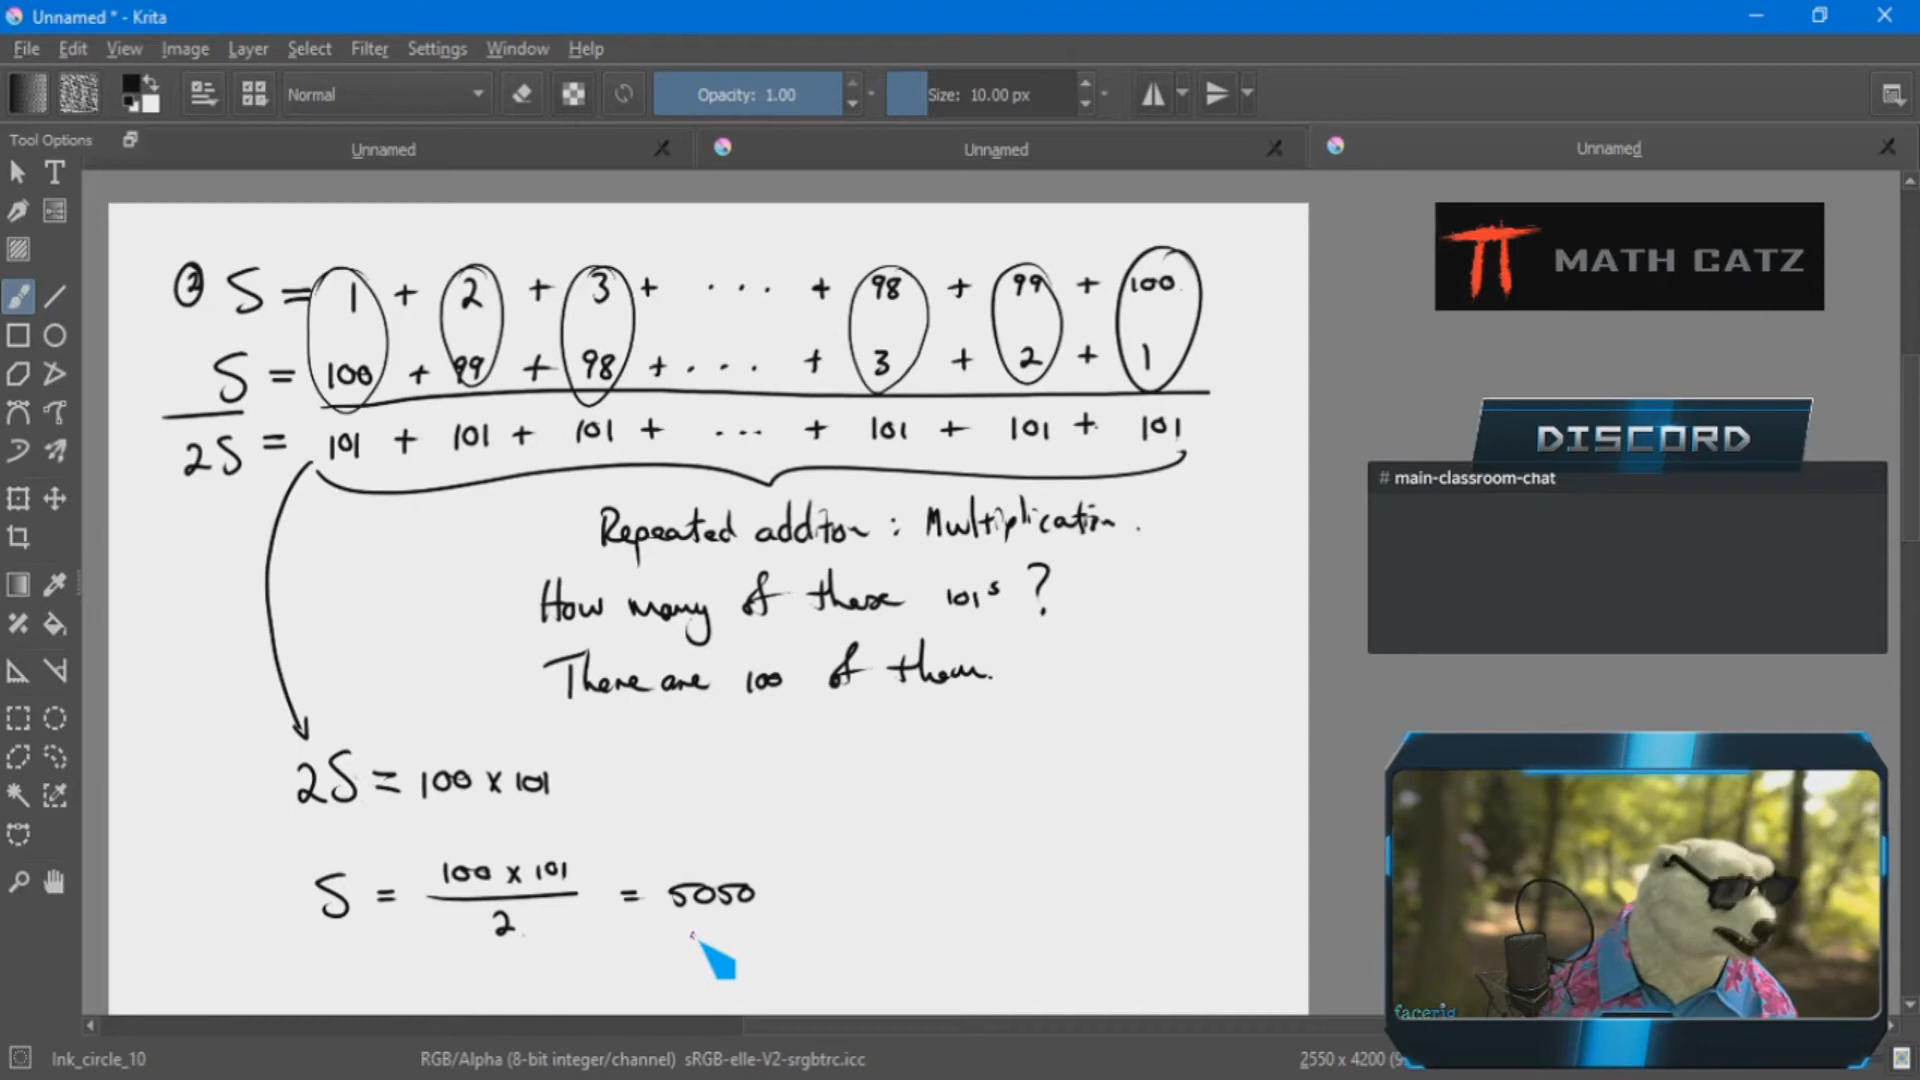 Unnamed * - Krita
File Edit View Image Layer Select Filter Settings Window Help
Normal Opacity: 1.00 Size: 10.00 px
Tool Options
Unnamed Unnamed Unnamed
② S = 1 + 2 + 3 + ... + 98 + 99 + 100
S = 100 + 99 + 98 + ... + 3 + 2 + 1
2S = 101 + 101 + 101 + ... + 101 + 101 + 101
Repeated additon : Multiplication.
How many of these 101s ?
There are 100 of them.
2S = 100 x 101
S = 100 x 101 / 2 = 5050
MATH CATZ
DISCORD
# main-classroom-chat
facerig
Ink_circle_10 RGB/Alpha (8-bit integer/channel) sRGB-elle-V2-srgbtrc.icc 2550 x 4200